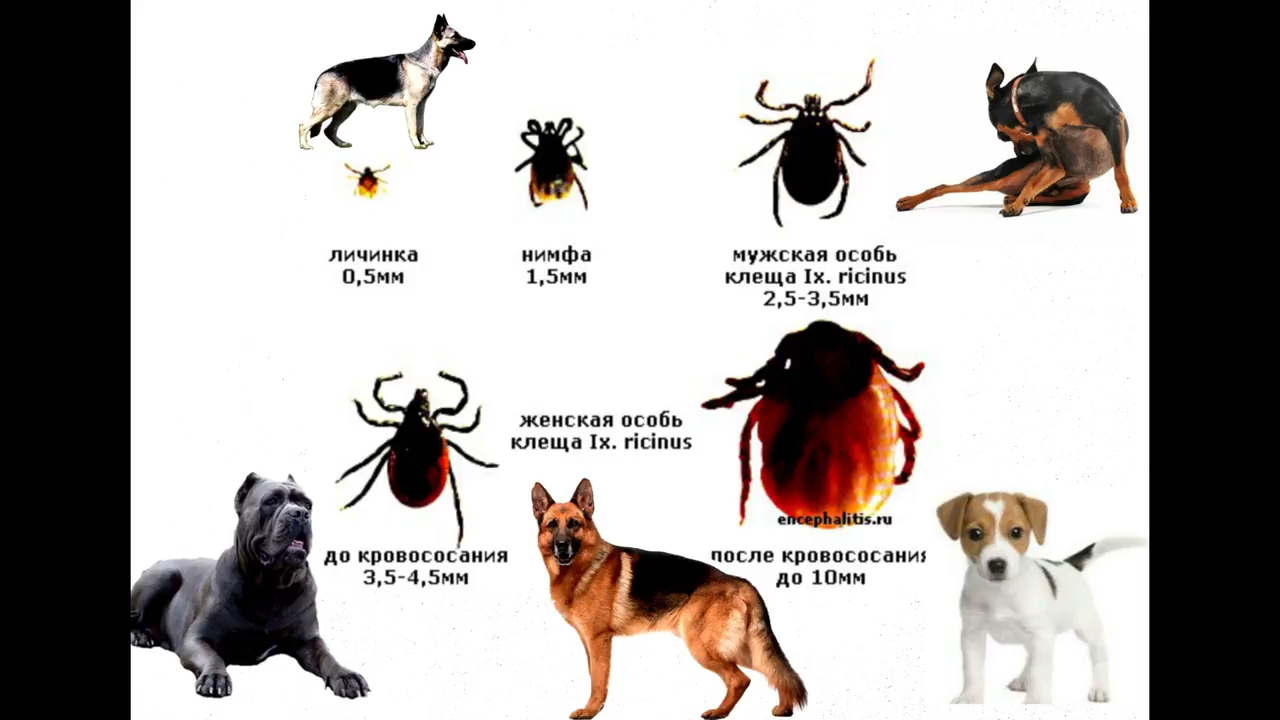 личинка
0,5мм
нимфа
1,5мм
мужская особь
клеща Ix. ricinus
2,5-3,5мм
женская особь
клеща Ix. ricinus
encephalitis.ru
до кровососания
3,5-4,5мм
после кровососания
до 10мм